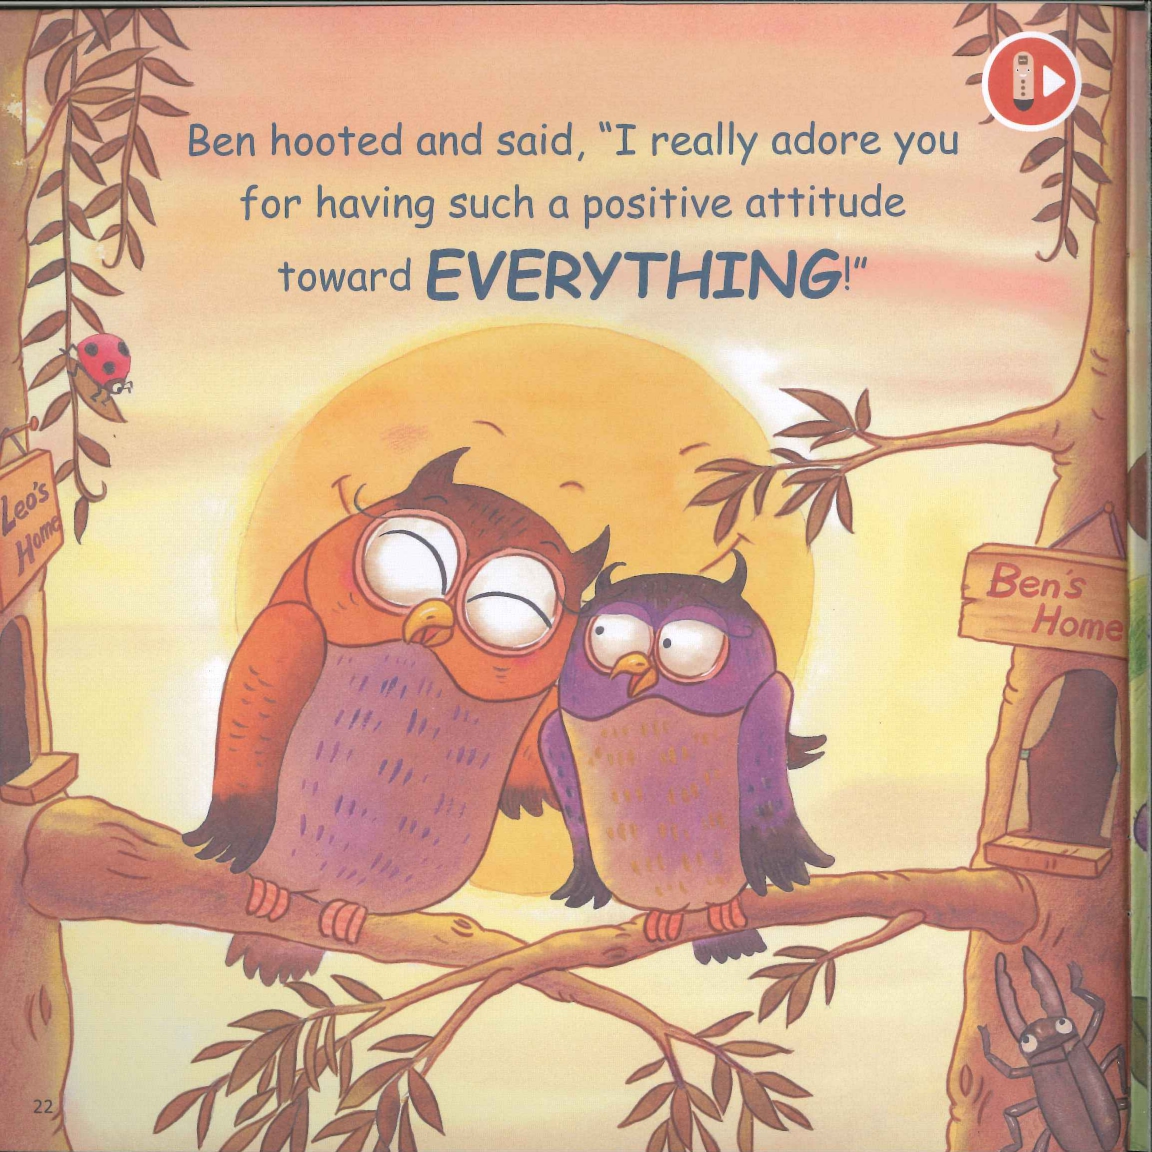 Ben hooted and said, “I really adore you
for having such a positive attitude
toward EVERYTHING!”
Leo's
Home
Ben's
Home
22